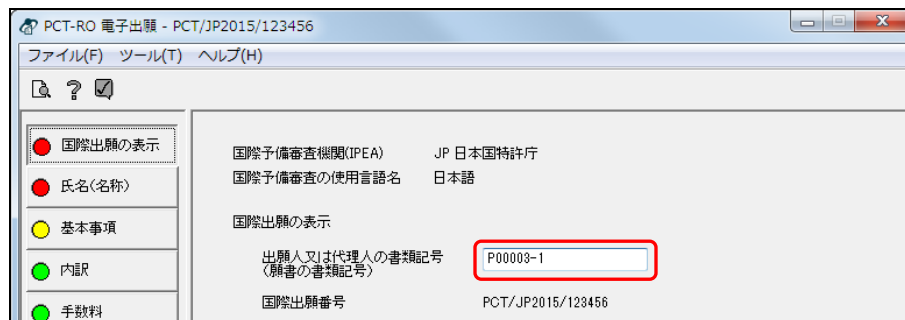 PCT-RO 電子出願 - PCT/JP2015/123456
ファイル(F) ツール(T) ヘルプ(H)
国際出願の表示
氏名(名称)
基本事項
内訳
手数料
国際予備審査機関(IPEA) JP 日本国特許庁
国際予備審査の使用言語名 日本語
国際出願の表示
出願人又は代理人の書類記号 P00003-1
(願書の書類記号)
国際出願番号 PCT/JP2015/123456